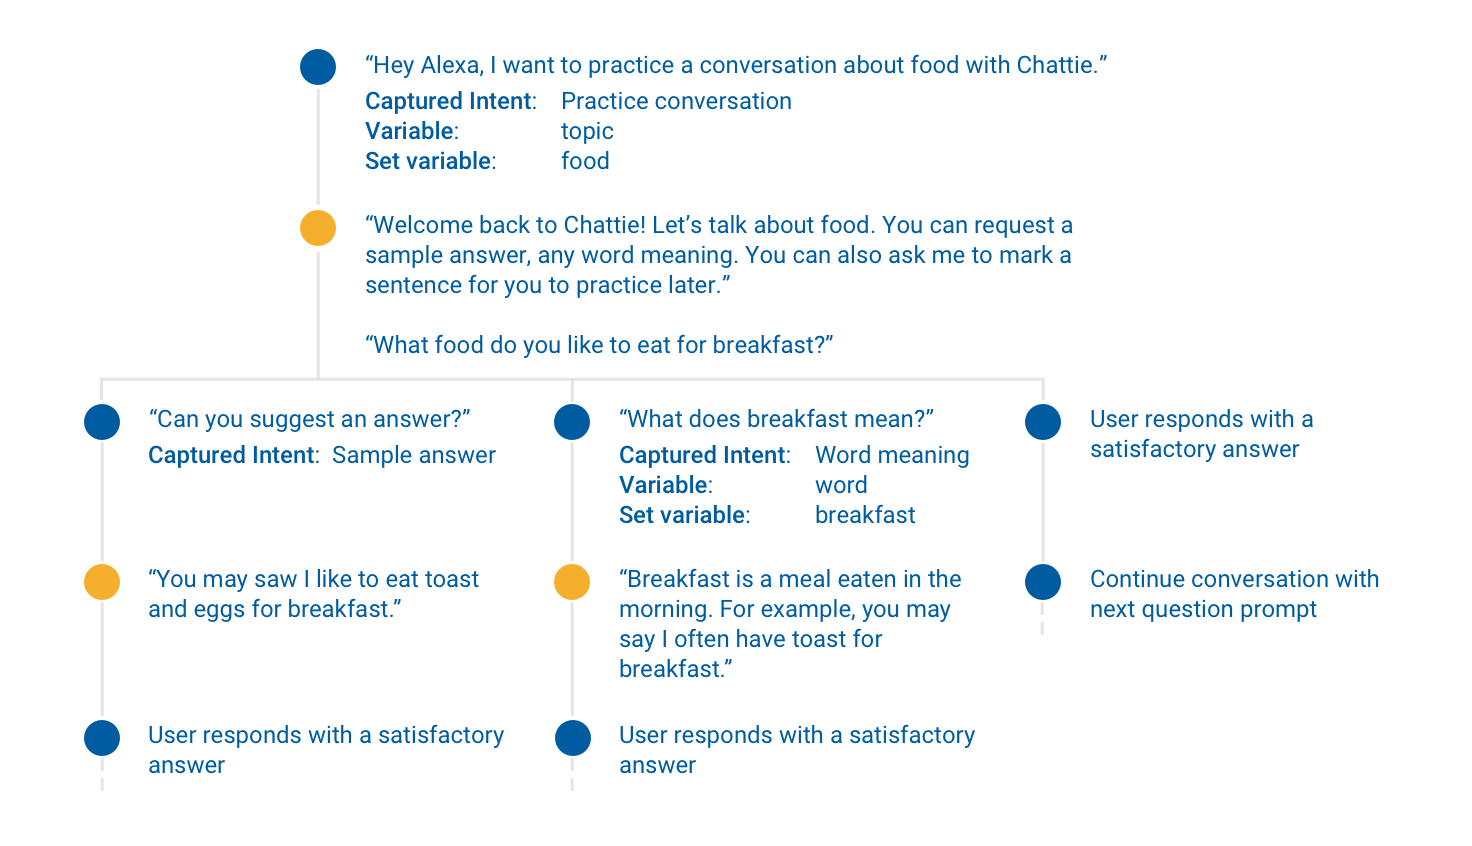 “Hey Alexa, I want to practice a conversation about food with Chattie.”
Captured Intent: Practice conversation
Variable: topic
Set variable: food
“Welcome back to Chattie! Let’s talk about food. You can request a
sample answer, any word meaning. You can also ask me to mark a
sentence for you to practice later.”
“What food do you like to eat for breakfast?”
“Can you suggest an answer?”
Captured Intent: Sample answer
“You may saw I like to eat toast
and eggs for breakfast.”
User responds with a satisfactory
answer
“What does breakfast mean?”
Captured Intent: Word meaning
Variable: word
Set variable: breakfast
“Breakfast is a meal eaten in the
morning. For example, you may
say I often have toast for
breakfast.”
User responds with a satisfactory
answer
User responds with a
satisfactory answer
Continue conversation with
next question prompt